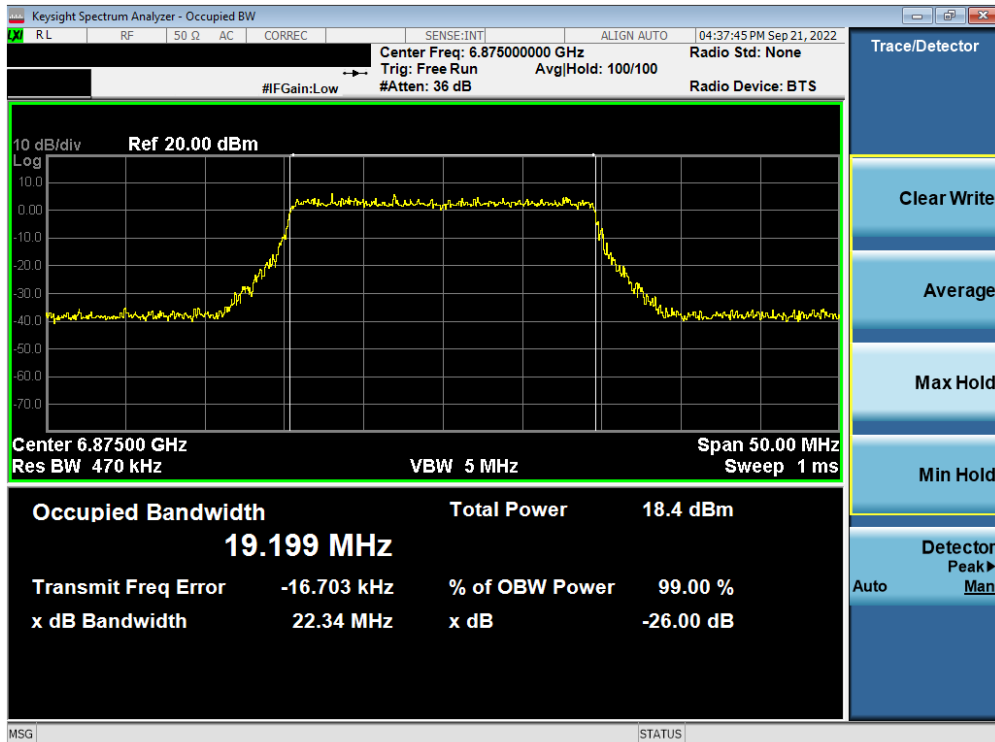 Keysight Spectrum Analyzer - Occupied BW
LXI RL RF 50 Ω AC CORREC SENSE:INT ALIGN AUTO 04:37:45 PM Sep 21, 2022
Center Freq: 6.875000000 GHz Radio Std: None
Trig: Free Run Avg|Hold: 100/100
#IFGain:Low #Atten: 36 dB Radio Device: BTS
Trace/Detector
10 dB/div Ref 20.00 dBm
Log
10.0
0.00
-10.0
-20.0
-30.0
-40.0
-50.0
-60.0
-70.0
Center 6.87500 GHz Span 50.00 MHz
Res BW 470 kHz VBW 5 MHz Sweep 1 ms
Occupied Bandwidth Total Power 18.4 dBm
19.199 MHz
Transmit Freq Error -16.703 kHz % of OBW Power 99.00 %
x dB Bandwidth 22.34 MHz x dB -26.00 dB
Clear Write
Average
Max Hold
Min Hold
Detector
Peak▶
Auto Man
MSG STATUS